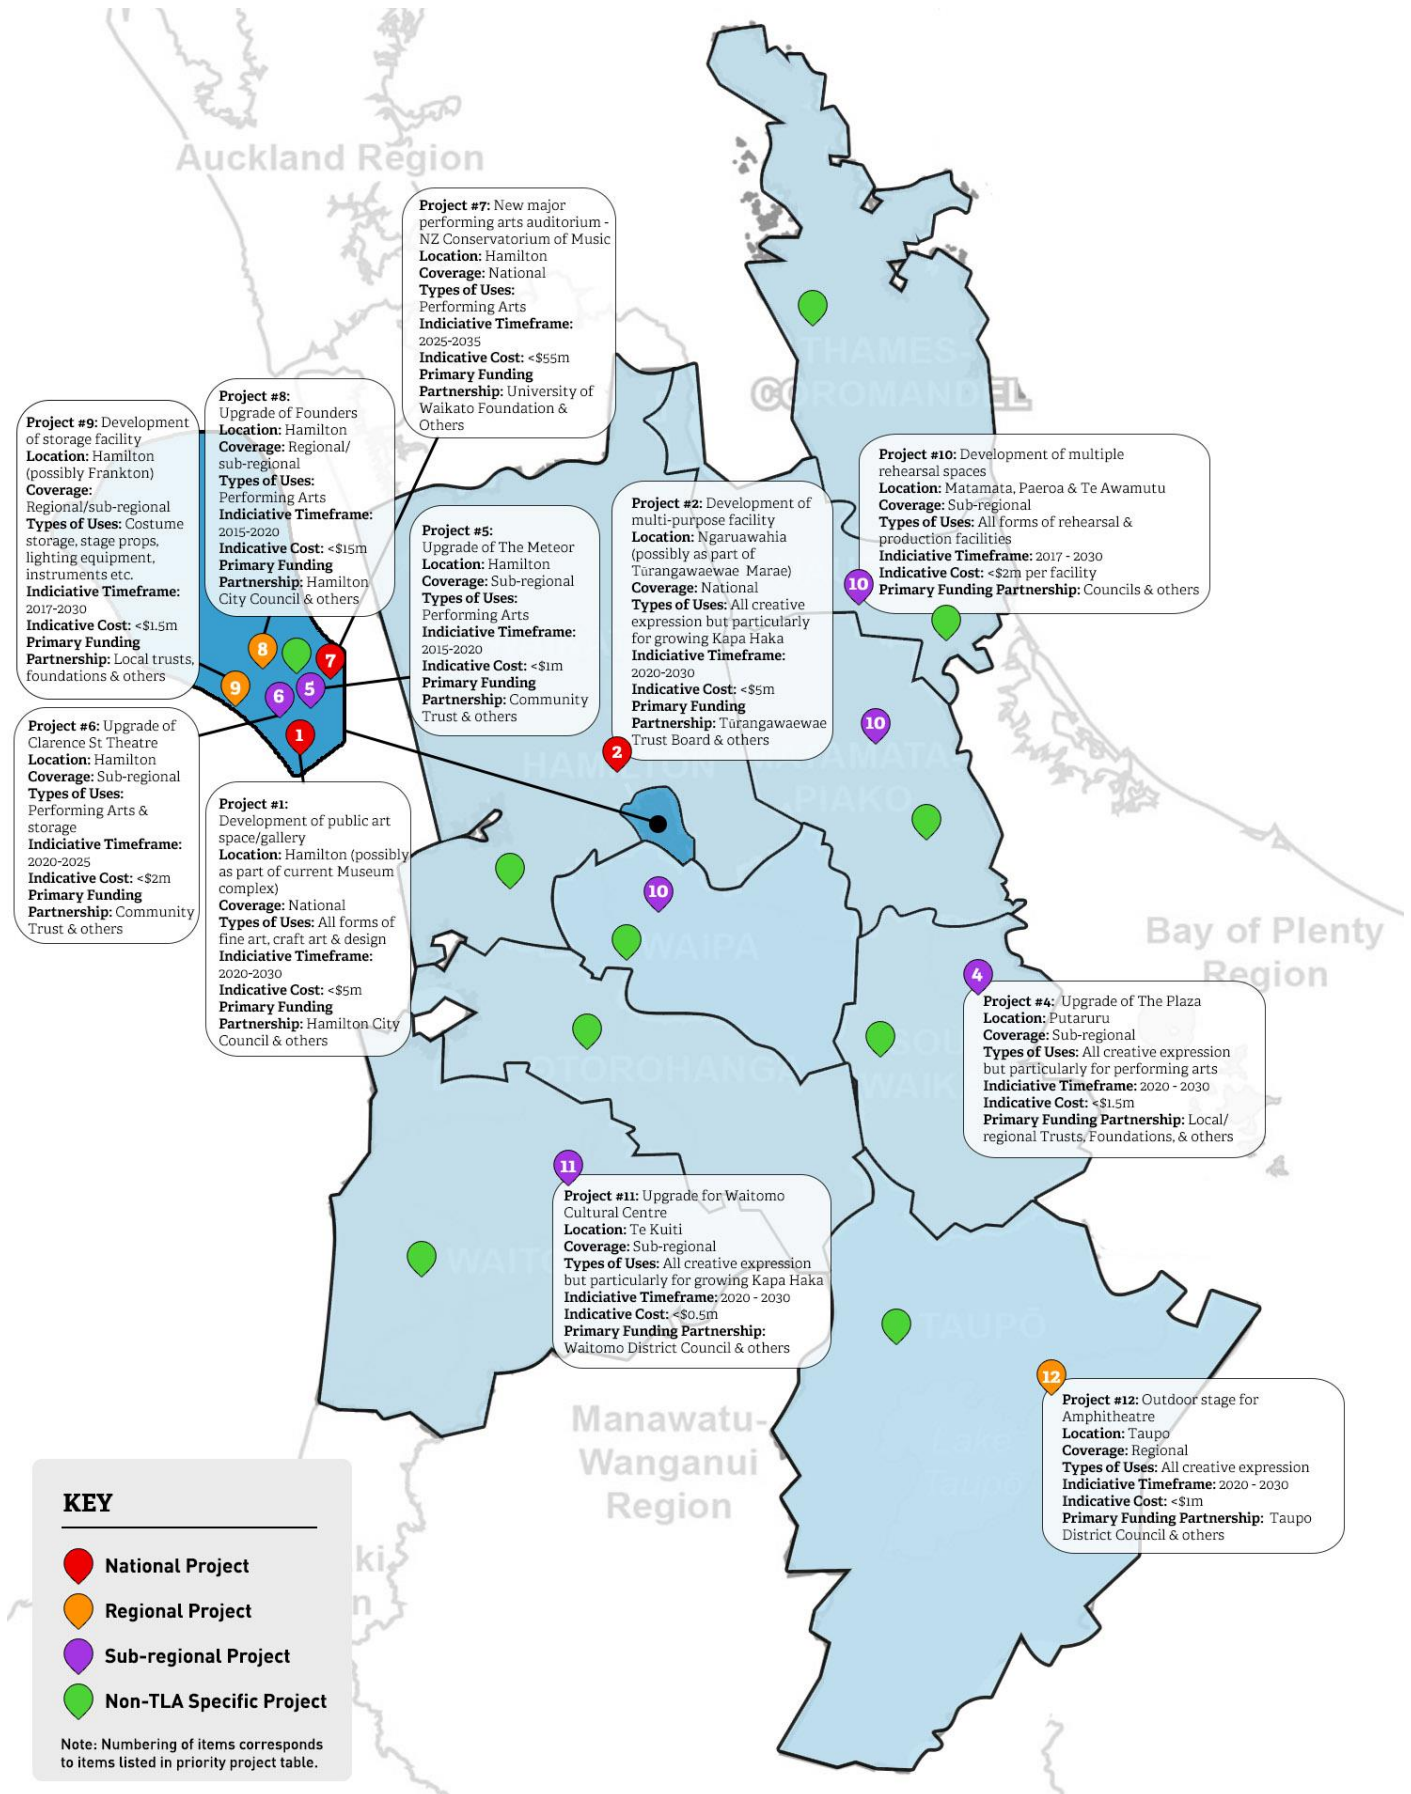 Auckland Region
Project #7: New major
performing arts auditorium -
NZ Conservatorium of Music
Location: Hamilton
Coverage: National
Types of Uses:
Performing Arts
Indiciative Timeframe:
2025-2035
Indicative Cost: <$55m
Primary Funding
Partnership: University of
Waikato Foundation &
Others
THAMES-
COROMANDEL
Project #8:
Upgrade of Founders
Location: Hamilton
Coverage: Regional/
sub-regional
Types of Uses:
Performing Arts
Indiciative Timeframe:
2015-2020
Indicative Cost: <$15m
Primary Funding
Partnership: Hamilton
City Council & others
Project #9: Development
of storage facility
Location: Hamilton
(possibly Frankton)
Coverage:
Regional/sub-regional
Types of Uses: Costume
storage, stage props,
lighting equipment,
instruments etc.
Indiciative Timeframe:
2017-2030
Indicative Cost: <$1.5m
Primary Funding
Partnership: Local trusts,
foundations & others
Project #5:
Upgrade of The Meteor
Location: Hamilton
Coverage: Sub-regional
Types of Uses:
Performing Arts
Indiciative Timeframe:
2015-2020
Indicative Cost: <$1m
Primary Funding
Partnership: Community
Trust & others
Project #2: Development of
multi-purpose facility
Location: Ngaruawahia
(possibly as part of
Tūrangawaewae Marae)
Coverage: National
Types of Uses: All creative
expression but particularly
for growing Kapa Haka
Indiciative Timeframe:
2020-2030
Indicative Cost: <$5m
Primary Funding
Partnership: Tūrangawaewae
Trust Board & others
Project #10: Development of multiple
rehearsal spaces
Location: Matamata, Paeroa & Te Awamutu
Coverage: Sub-regional
Types of Uses: All forms of rehearsal &
production facilities
Indiciative Timeframe: 2017 - 2030
Indicative Cost: <$2m per facility
Primary Funding Partnership: Councils & others
10
8
7
9
6
5
1
10
2
HAMILTON
MATAMATA
PIAKO
Project #6: Upgrade of
Clarence St Theatre
Location: Hamilton
Coverage: Sub-regional
Types of Uses:
Performing Arts &
storage
Indiciative Timeframe:
2020-2025
Indicative Cost: <$2m
Primary Funding
Partnership: Community
Trust & others
Project #1:
Development of public art
space/gallery
Location: Hamilton (possibly
as part of current Museum
complex)
Coverage: National
Types of Uses: All forms of
fine art, craft art & design
Indiciative Timeframe:
2020-2030
Indicative Cost: <$5m
Primary Funding
Partnership: Hamilton City
Council & others
10
WAIPA
Bay of Plenty
Region
4
Project #4: Upgrade of The Plaza
Location: Putaruru
Coverage: Sub-regional
Types of Uses: All creative expression
but particularly for performing arts
Indiciative Timeframe: 2020 - 2030
Indicative Cost: <$1.5m
Primary Funding Partnership: Local/
regional Trusts, Foundations, & others
SOU
WAIK
OTOROHANGA
11
Project #11: Upgrade for Waitomo
Cultural Centre
Location: Te Kuiti
Coverage: Sub-regional
Types of Uses: All creative expression
but particularly for growing Kapa Haka
Indiciative Timeframe: 2020 - 2030
Indicative Cost: <$0.5m
Primary Funding Partnership:
Waitomo District Council & others
WAITO
TAUPŌ
12
Project #12: Outdoor stage for
Amphitheatre
Location: Taupo
Coverage: Regional
Types of Uses: All creative expression
Indiciative Timeframe: 2020 - 2030
Indicative Cost: <$1m
Primary Funding Partnership: Taupo
District Council & others
Lake
Taupo
Manawatu-
Wanganui
Region
KEY
National Project
Regional Project
Sub-regional Project
Non-TLA Specific Project
Note: Numbering of items corresponds
to items listed in priority project table.
ki
n